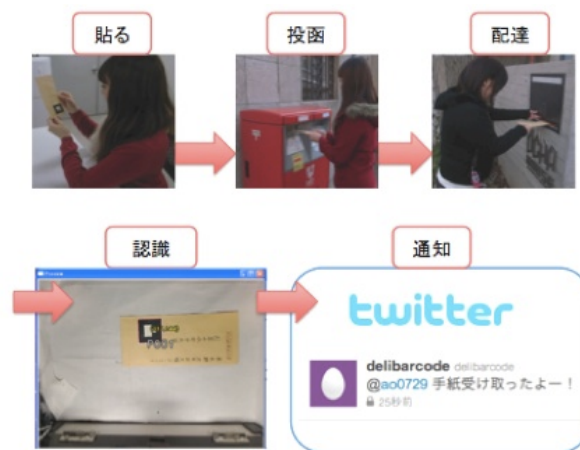 貼る
投函
配達
認識
通知
twitter
delibarcode delibarcode
@ao0729 手紙受け取ったよー！
25秒前